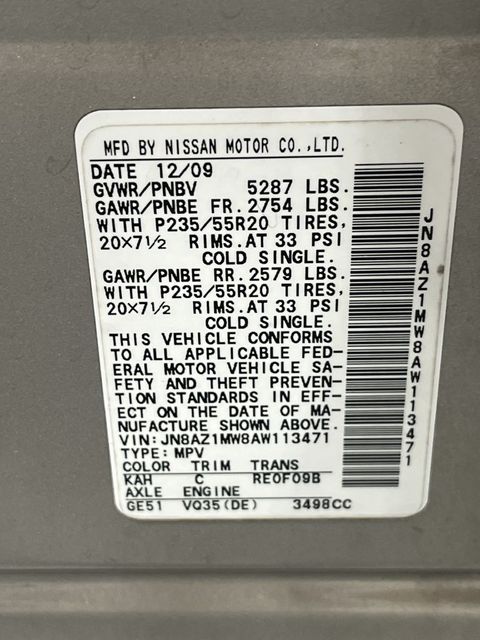 MFD BY NISSAN MOTOR CO.,LTD.
DATE 12/09
GVWR/PNBV 5287 LBS.
GAWR/PNBE FR. 2754 LBS.
WITH P235/55R20 TIRES,
20×7½ RIMS. AT 33 PSI
COLD SINGLE.
GAWR/PNBE RR. 2579 LBS.
WITH P235/55R20 TIRES,
20×7½ RIMS. AT 33 PSI
COLD SINGLE.
THIS VEHICLE CONFORMS
TO ALL APPLICABLE FED-
ERAL MOTOR VEHICLE SA-
FETY AND THEFT PREVEN-
TION STANDARDS IN EFF-
ECT ON THE DATE OF MA-
NUFACTURE SHOWN ABOVE.
VIN: JN8AZ1MW8AW113471
TYPE: MPV
COLOR TRIM TRANS
KAH C RE0F09B
AXLE ENGINE
GE51 VQ35(DE) 3498CC
JN8AZ1MW8AW113471